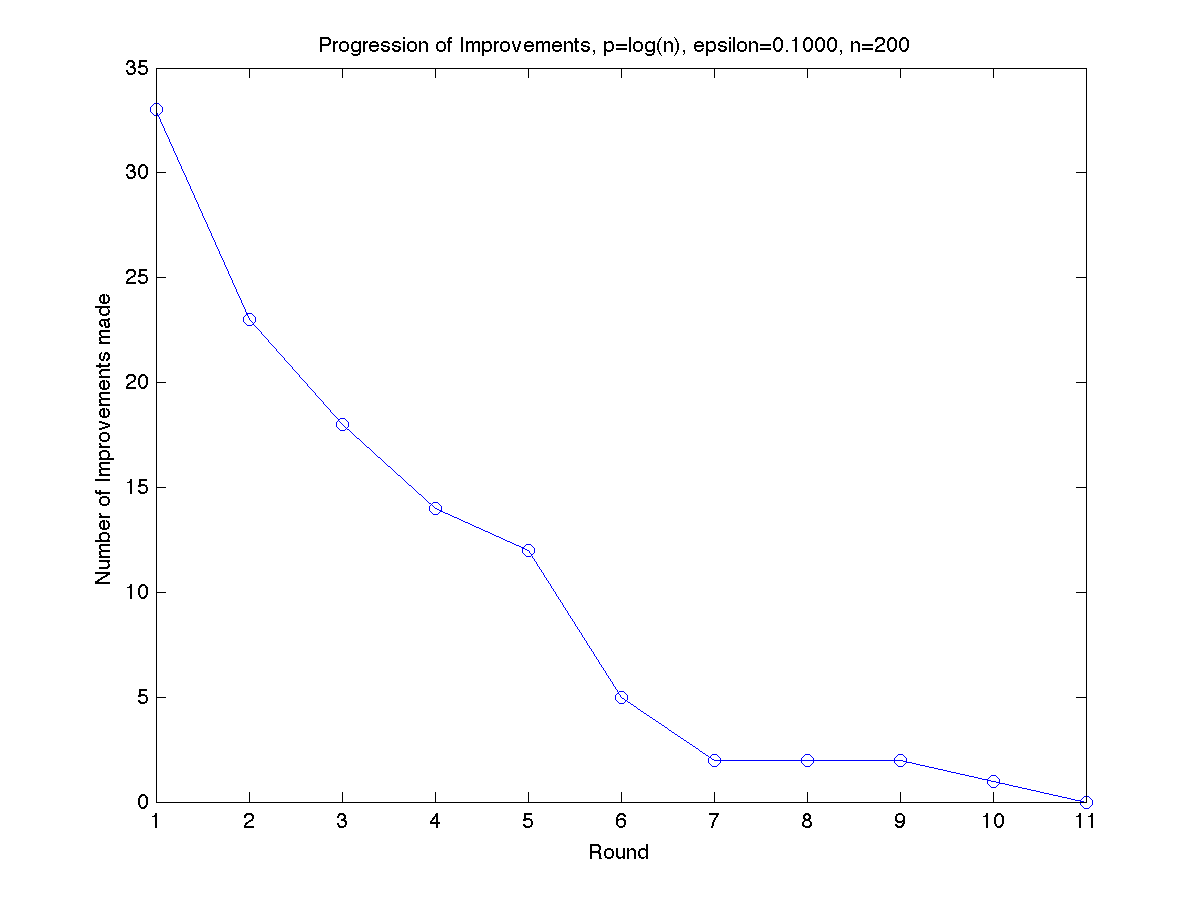 Progression of Improvements, p=log(n), epsilon=0.1000, n=200
35
30
25
20
15
10
5
0
Number of Improvements made
1 2 3 4 5 6 7 8 9 10 11
Round